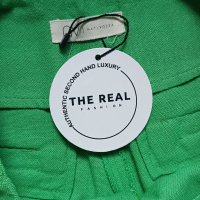 AUTHENTIC SECOND HAND LUXURY
THE REAL
FASHION